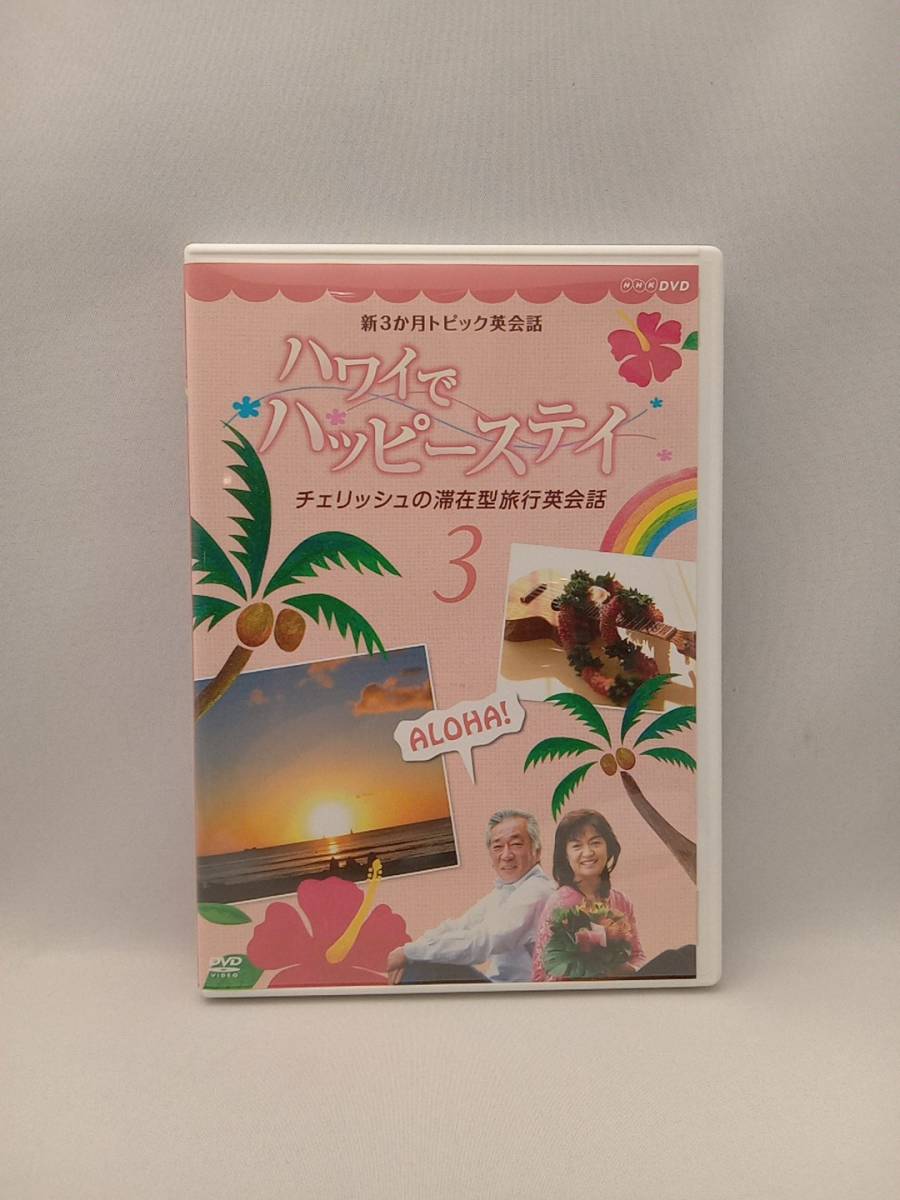 NHK DVD
新3か月トピック英会話
ハワイで
ハッピーステイ
チェリッシュの滞在型旅行英会話
3
ALOHA!
DVD
VIDEO